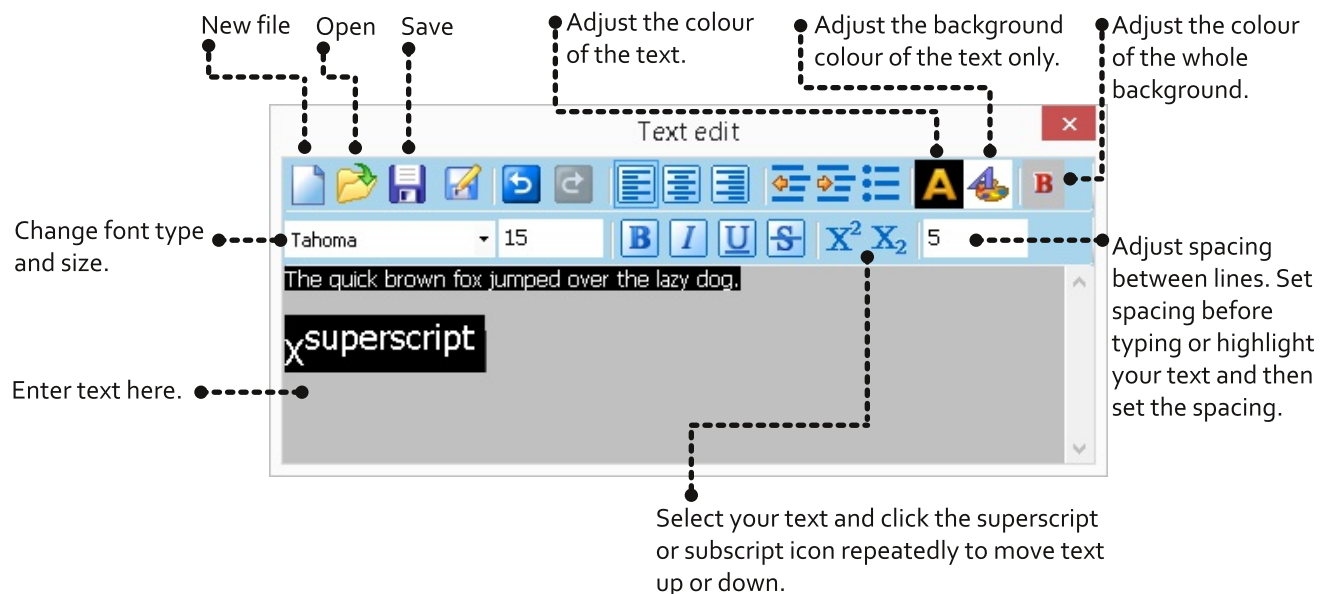 New file
Open
Save
Adjust the colour
of the text.
Adjust the background
colour of the text only.
Adjust the colour
of the whole
background.
Text edit
A
B
Change font type
and size.
Tahoma
15
B I U S X² X₂
5
Adjust spacing
between lines. Set
spacing before
typing or highlight
your text and then
set the spacing.
The quick brown fox jumped over the lazy dog.
xsuperscript
Enter text here.
Select your text and click the superscript
or subscript icon repeatedly to move text
up or down.